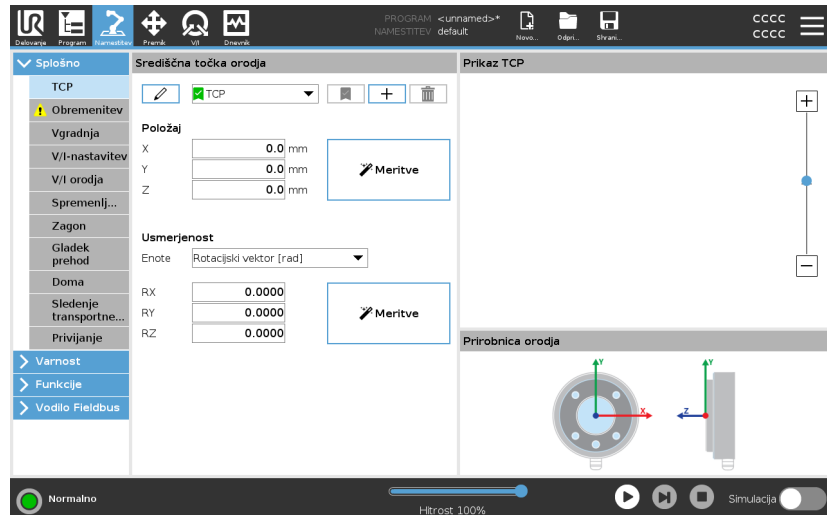 PROGRAM <unnamed>*
NAMESTITEV default
CCCC
CCCC
Delovanje Program Namestitev Premik V/I Dnevnik Novo... Odpri... Shrani...
Splošno
TCP
Obremenitev
Vgradnja
V/I-nastavitev
V/I orodja
Spremenlj...
Zagon
Gladek
prehod
Doma
Sledenje
transportne...
Privijanje
Varnost
Funkcije
Vodilo Fieldbus
Središčna točka orodja
TCP
Položaj
X 0.0 mm
Y 0.0 mm
Z 0.0 mm
Meritve
Usmerjenost
Enote Rotacijski vektor [rad]
RX 0.0000
RY 0.0000
RZ 0.0000
Meritve
Prikaz TCP
Prirobnica orodja
Y
X
Y
Z
Normalno
Hitrost 100%
Simulacija